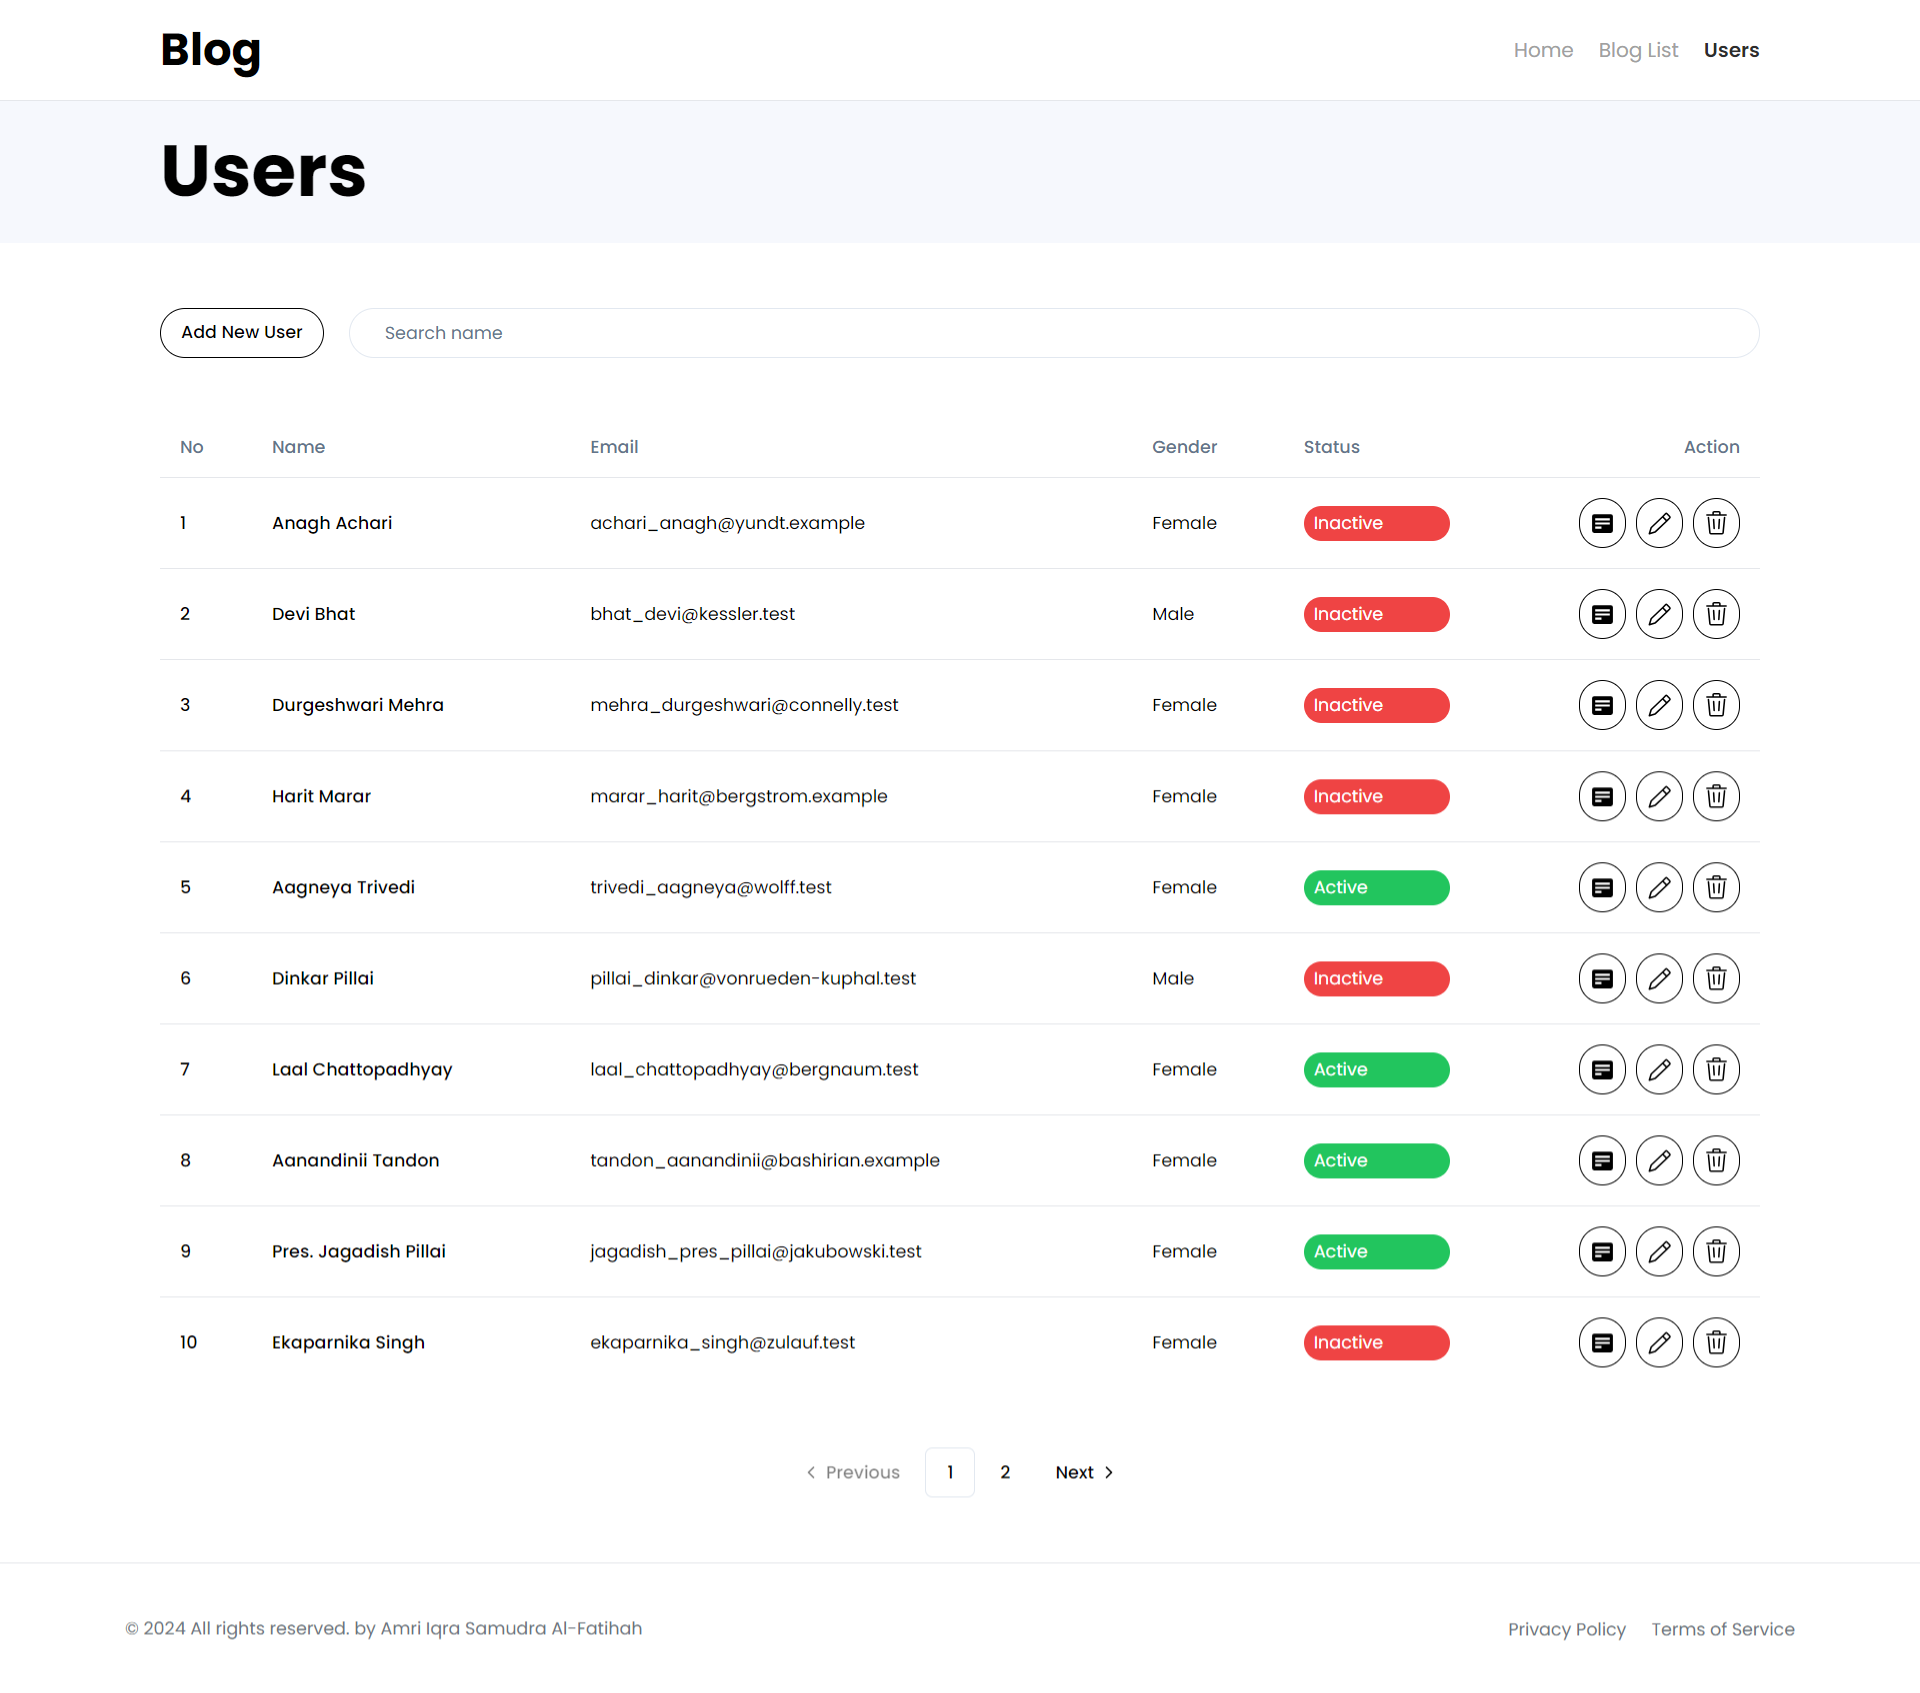 Blog
Home Blog List Users
Users
Add New User Search name
No Name Email Gender Status Action
1 Anagh Achari achari_anagh@yundt.example Female Inactive
2 Devi Bhat bhat_devi@kessler.test Male Inactive
3 Durgeshwari Mehra mehra_durgeshwari@connelly.test Female Inactive
4 Harit Marar marar_harit@bergstrom.example Female Inactive
5 Aagneya Trivedi trivedi_aagneya@wolff.test Female Active
6 Dinkar Pillai pillai_dinkar@vonrueden-kuphal.test Male Inactive
7 Laal Chattopadhyay laal_chattopadhyay@bergnaum.test Female Active
8 Aanandinii Tandon tandon_aanandinii@bashirian.example Female Active
9 Pres. Jagadish Pillai jagadish_pres_pillai@jakubowski.test Female Active
10 Ekaparnika Singh ekaparnika_singh@zulauf.test Female Inactive
Previous 1 2 Next
© 2024 All rights reserved. by Amri Iqra Samudra Al-Fatihah Privacy Policy Terms of Service